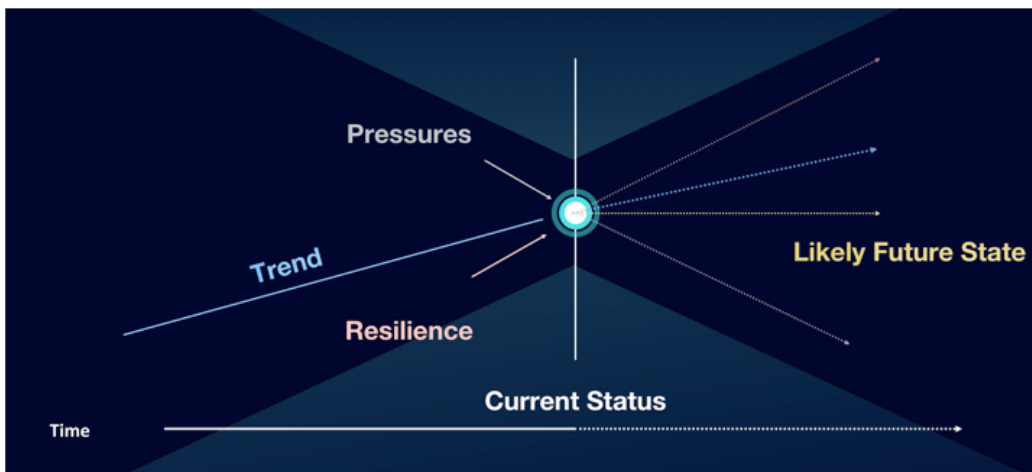 Pressures
Trend
Likely Future State
Resilience
Current Status
Time